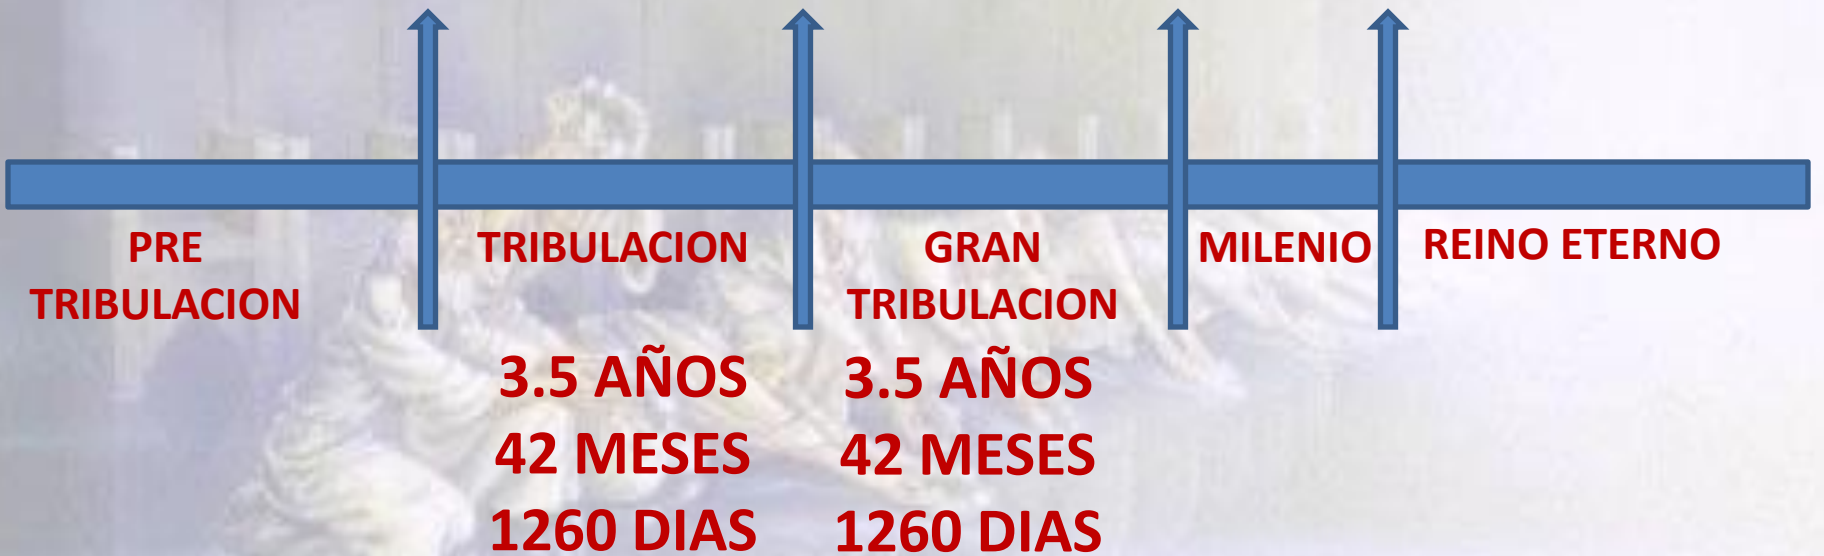 PRE
TRIBULACION
TRIBULACION
3.5 AÑOS
42 MESES
1260 DIAS
GRAN
TRIBULACION
3.5 AÑOS
42 MESES
1260 DIAS
MILENIO
REINO ETERNO